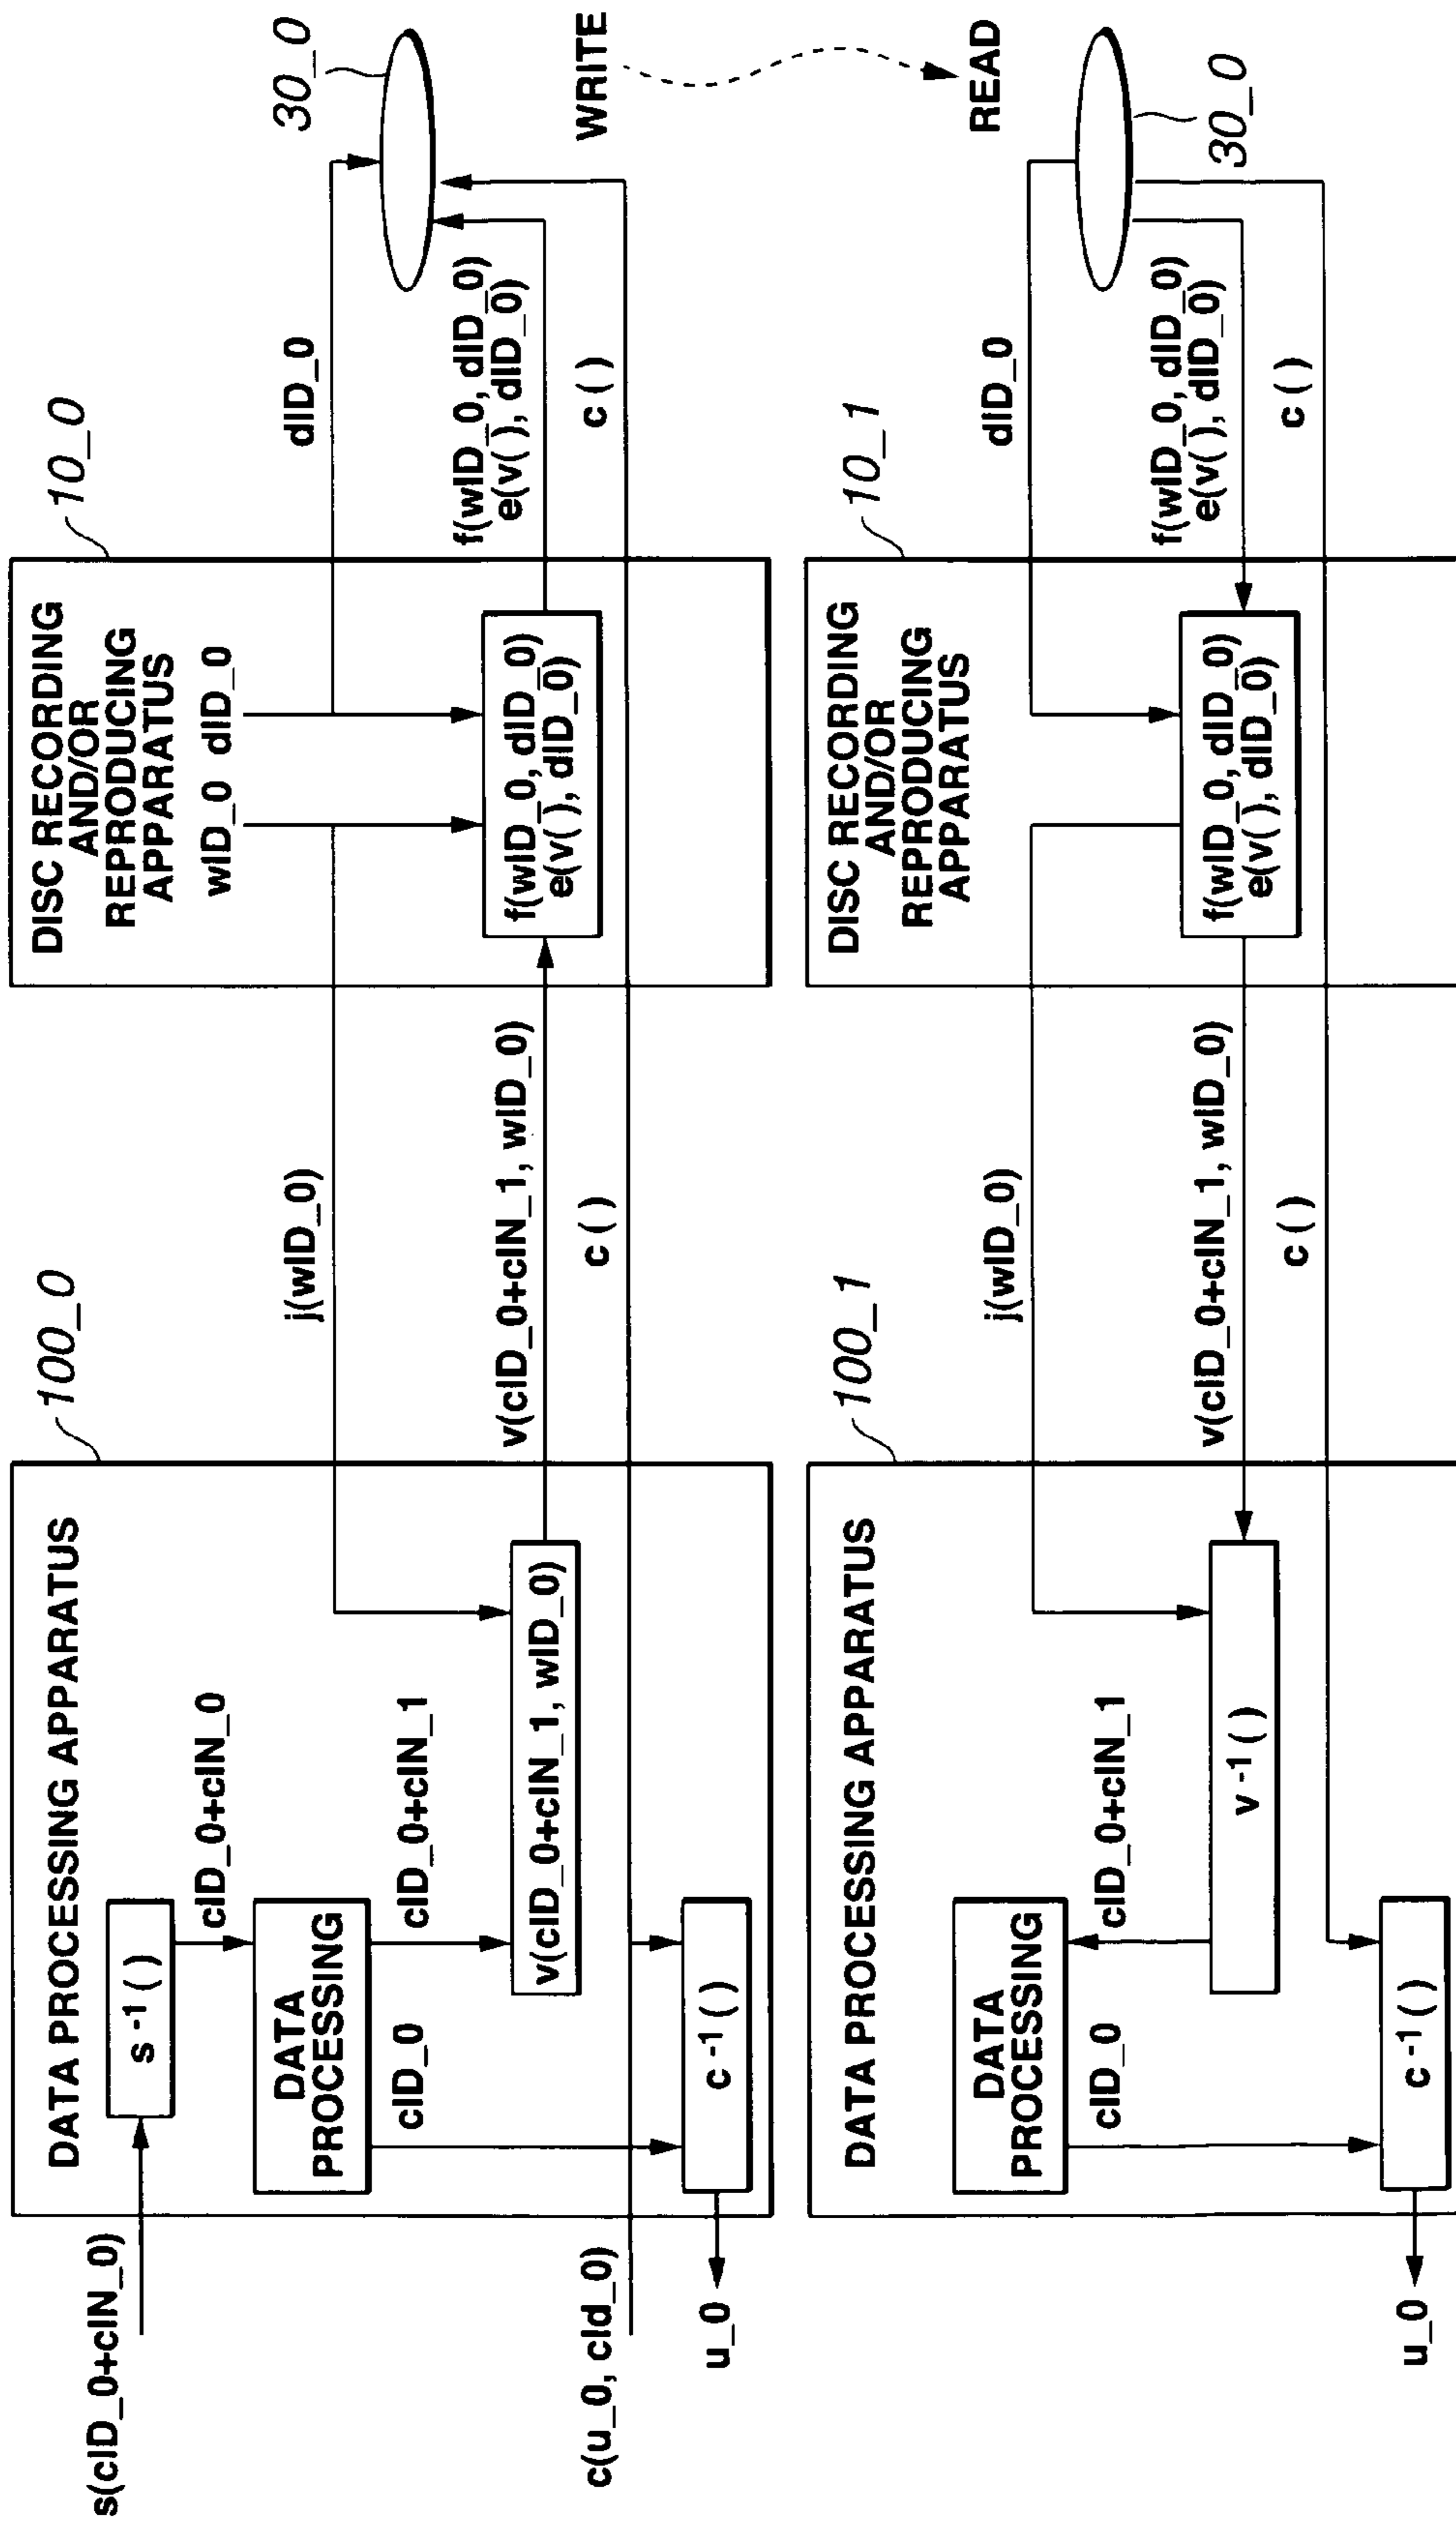 DATA PROCESSING APPARATUS
100_0
s(cID_0+cIN_0)
s -1 ( )
cID_0+cIN_0
DATA
PROCESSING
cID_0+cIN_1
cID_0
v(cID_0+cIN_1, wID_0)
c(u_0, cId_0)
c -1 ( )
u_0
j(wID_0)
v(cID_0+cIN_1, wID_0)
c ( )
DISC RECORDING
AND/OR
REPRODUCING
APPARATUS
10_0
wID_0 dID_0
f(wID_0, dID_0)
e(v( ), dID_0)
dID_0
f(wID_0, dID_0)
e(v( ), dID_0)
c ( )
30_0
WRITE
READ
DATA PROCESSING APPARATUS
100_1
DATA
PROCESSING
cID_0+cIN_1
cID_0
v -1 ( )
c -1 ( )
u_0
j(wID_0)
v(cID_0+cIN_1, wID_0)
c ( )
DISC RECORDING
AND/OR
REPRODUCING
APPARATUS
10_1
f(wID_0, dID_0)
e(v( ), dID_0)
dID_0
f(wID_0, dID_0)
e(v( ), dID_0)
c ( )
30_0